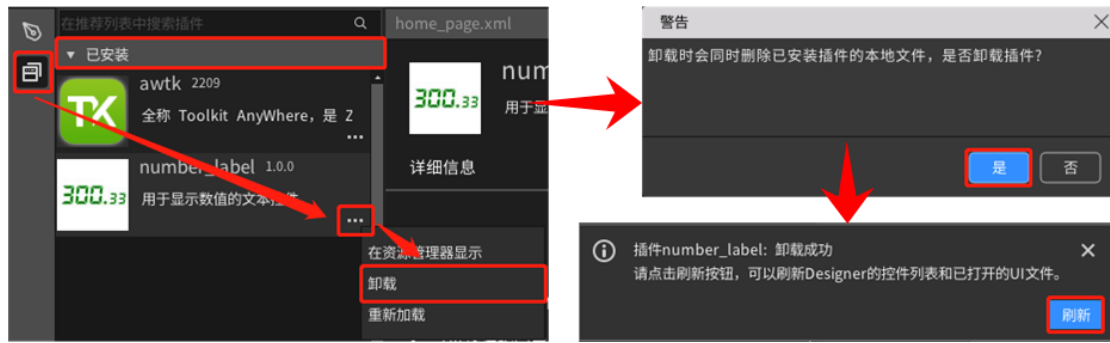 在推荐列表中搜索插件
home_page.xml
已安装
awtk 2209
全称 Toolkit AnyWhere，是 Z
TK
number_label 1.0.0
用于显示数值的文本控件
300.33
300.33
num
用于显
详细信息
在资源管理器显示
卸载
重新加载
警告
卸载时会同时删除已安装插件的本地文件，是否卸载插件？
是
否
插件number_label: 卸载成功
请点击刷新按钮，可以刷新Designer的控件列表和已打开的UI文件。
刷新